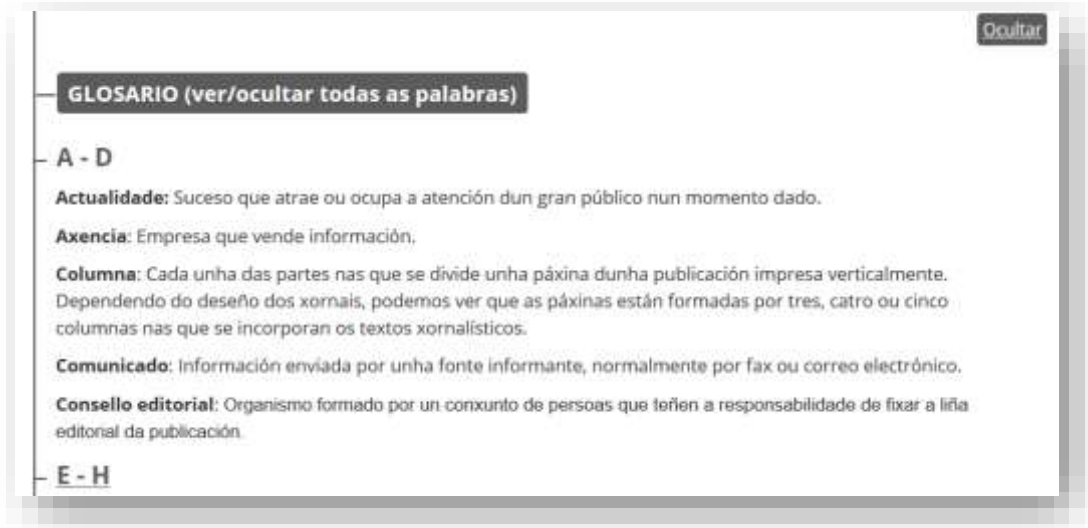 Ocultar
GLOSARIO (ver/ocultar todas as palabras)
A - D
Actualidade: Suceso que atrae ou ocupa a atención dun gran público nun momento dado.
Axencia: Empresa que vende información.
Columna: Cada unha das partes nas que se divide unha páxina dunha publicación impresa verticalmente.
Dependendo do deseño dos xornais, podemos ver que as páxinas están formadas por tres, catro ou cinco
columnas nas que se incorporan os textos xornalísticos.
Comunicado: Información enviada por unha fonte informante, normalmente por fax ou correo electrónico.
Consello editorial: Organismo formado por un conxunto de persoas que teñen a responsabilidade de fixar a liña
editorial da publicación.
E - H